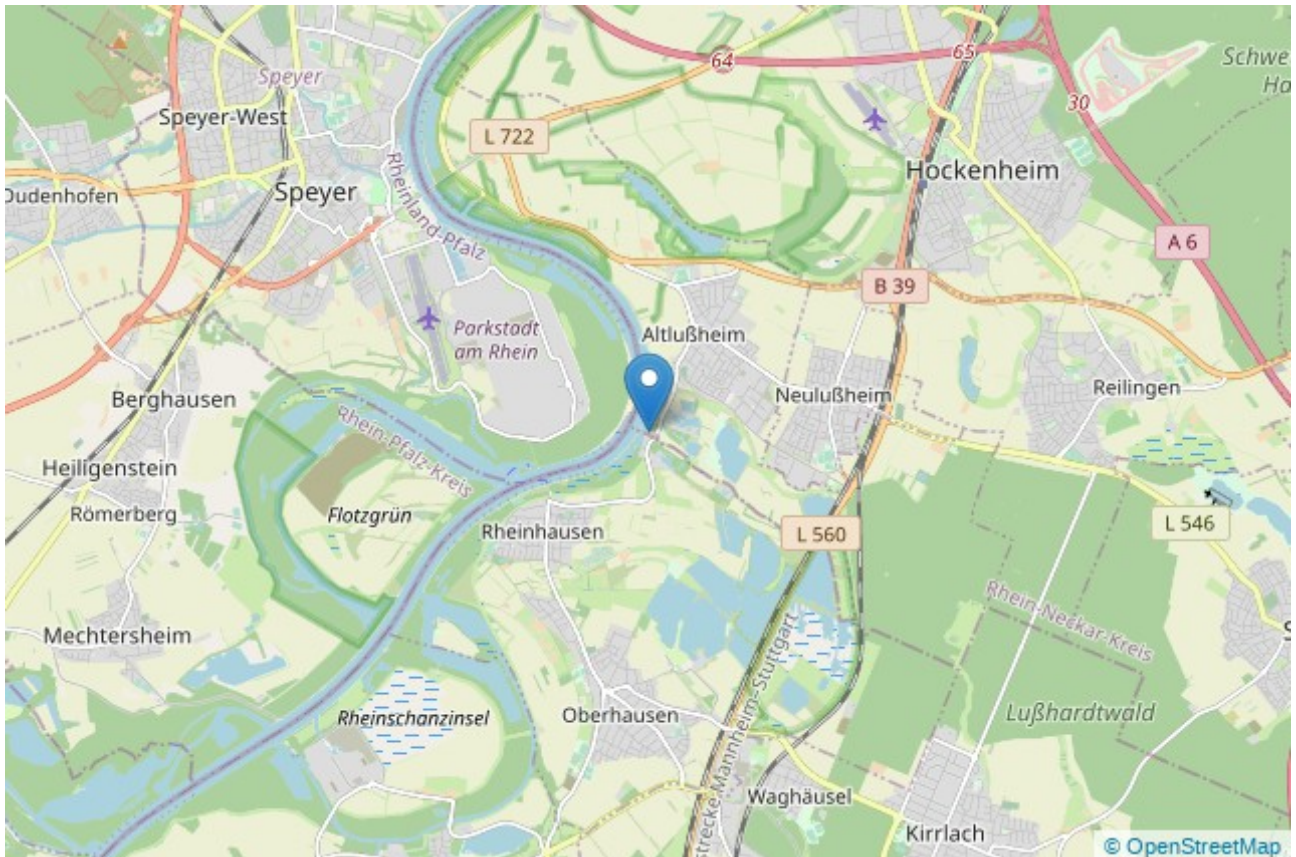 64
65
Schwe
Ha
Speyer
Speyer-West
30
L 722
Hockenheim
Oudenhofen
Speyer
Rheinland-Pfalz
A 6
B 39
Parkstadt
am Rhein
Altlußheim
Berghausen
Neulußheim
Reilingen
Rhein-Pfalz-Kreis
Heiligenstein
Römerberg
Flotzgrün
Rheinhausen
L 560
L 546
Rhein-Neckar-Kreis
Mechtersheim
S
Rheinschanzinsel
Oberhausen
strecke Mannheim-Stuttgart
Lußhardtwald
Waghäusel
Kirrlach
© OpenStreetMap